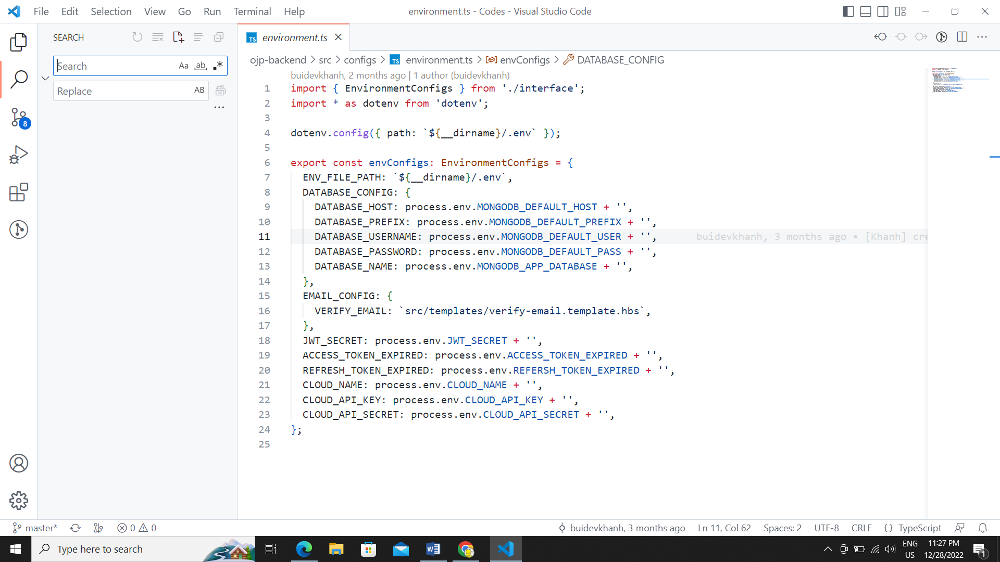 File Edit Selection View Go Run Terminal Help
environment.ts - Codes - Visual Studio Code
SEARCH
Search
Aa ab .*
Replace
AB
8
TS environment.ts
ojp-backend > src > configs > TS environment.ts > envConfigs > DATABASE_CONFIG
buidevkhanh, 2 months ago | 1 author (buidevkhanh)
1 import { EnvironmentConfigs } from './interface';
2 import * as dotenv from 'dotenv';
3
4 dotenv.config({ path: `${__dirname}/.env` });
5
6 export const envConfigs: EnvironmentConfigs = {
7 ENV_FILE_PATH: `${__dirname}/.env`,
8 DATABASE_CONFIG: {
9 DATABASE_HOST: process.env.MONGODB_DEFAULT_HOST + '',
10 DATABASE_PREFIX: process.env.MONGODB_DEFAULT_PREFIX + '',
11 DATABASE_USERNAME: process.env.MONGODB_DEFAULT_USER + '', buidevkhanh, 3 months ago • [Khanh] cre
12 DATABASE_PASSWORD: process.env.MONGODB_DEFAULT_PASS + '',
13 DATABASE_NAME: process.env.MONGODB_APP_DATABASE + '',
14 },
15 EMAIL_CONFIG: {
16 VERIFY_EMAIL: `src/templates/verify-email.template.hbs`,
17 },
18 JWT_SECRET: process.env.JWT_SECRET + '',
19 ACCESS_TOKEN_EXPIRED: process.env.ACCESS_TOKEN_EXPIRED + '',
20 REFRESH_TOKEN_EXPIRED: process.env.REFERSH_TOKEN_EXPIRED + '',
21 CLOUD_NAME: process.env.CLOUD_NAME + '',
22 CLOUD_API_KEY: process.env.CLOUD_API_KEY + '',
23 CLOUD_API_SECRET: process.env.CLOUD_API_SECRET + '',
24 };
25
master* 0 0 buidevkhanh, 3 months ago Ln 11, Col 62 Spaces: 2 UTF-8 CRLF {} TypeScript
Type here to search
ENG
US
11:27 PM
12/28/2022
1